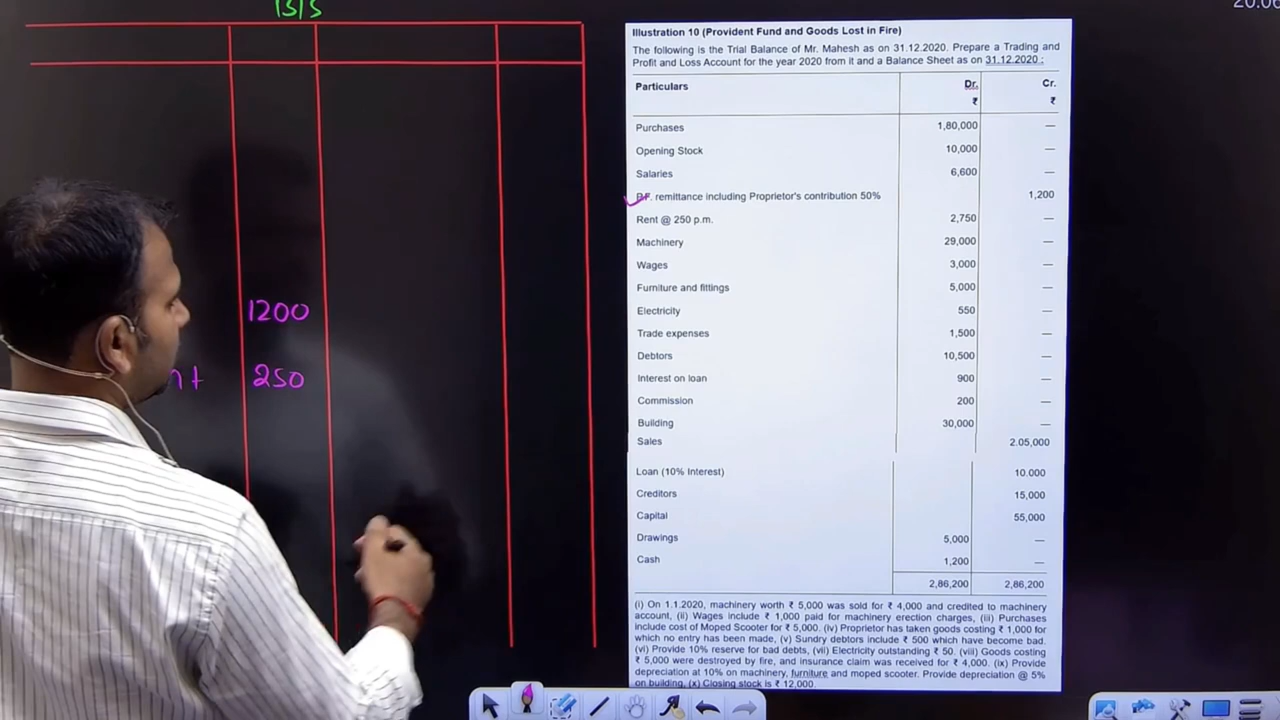 B/S
20:06
1200
nt 250
Illustration 10 (Provident Fund and Goods Lost in Fire)
The following is the Trial Balance of Mr. Mahesh as on 31.12.2020. Prepare a Trading and
Profit and Loss Account for the year 2020 from it and a Balance Sheet as on 31.12.2020 :
Particulars Dr. Cr.
₹ ₹
Purchases 1,80,000 —
Opening Stock 10,000 —
Salaries 6,600 —
P.F. remittance including Proprietor's contribution 50% 1,200
Rent @ 250 p.m. 2,750 —
Machinery 29,000 —
Wages 3,000 —
Furniture and fittings 5,000 —
Electricity 550 —
Trade expenses 1,500 —
Debtors 10,500 —
Interest on loan 900 —
Commission 200 —
Building 30,000 —
Sales 2.05,000
Loan (10% Interest) 10.000
Creditors 15,000
Capital 55,000
Drawings 5,000 —
Cash 1,200 —
2,86,200 2,86,200
(i) On 1.1.2020, machinery worth ₹ 5,000 was sold for ₹ 4,000 and credited to machinery
account, (ii) Wages include ₹ 1,000 paid for machinery erection charges, (iii) Purchases
include cost of Moped Scooter for ₹ 5,000. (iv) Proprietor has taken goods costing ₹ 1,000 for
which no entry has been made, (v) Sundry debtors include ₹ 500 which have become bad.
(vi) Provide 10% reserve for bad debts, (vii) Electricity outstanding ₹ 50. (viii) Goods costing
₹ 5,000 were destroyed by fire, and insurance claim was received for ₹ 4,000. (ix) Provide
depreciation at 10% on machinery, furniture and moped scooter. Provide depreciation @ 5%
on building. (x) Closing stock is ₹ 12,000.